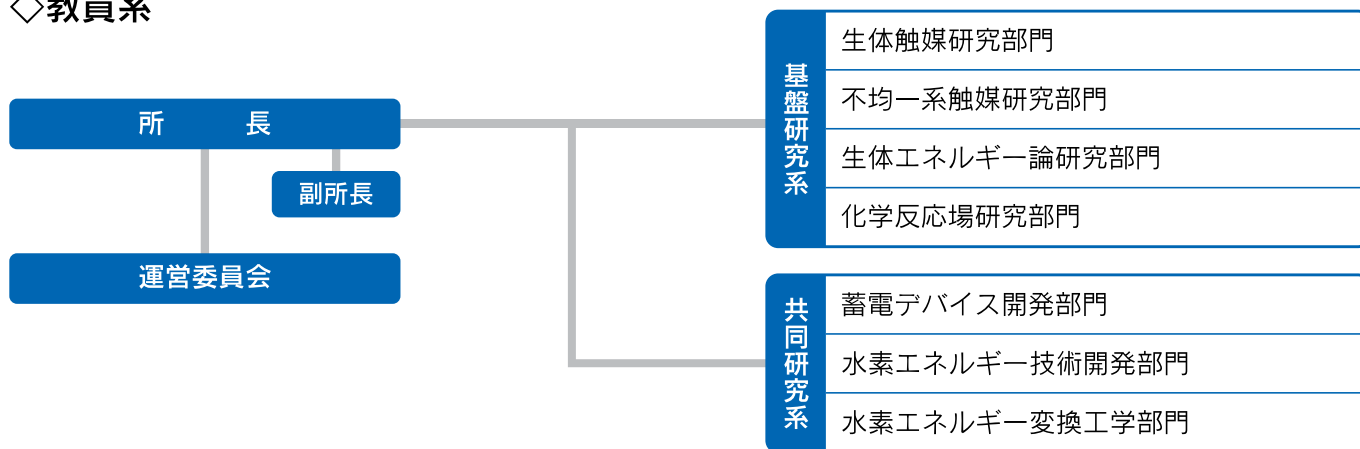 ◇教員系
所長
副所長
運営委員会
基盤研究系
生体触媒研究部門
不均一系触媒研究部門
生体エネルギー論研究部門
化学反応場研究部門
共同研究系
蓄電デバイス開発部門
水素エネルギー技術開発部門
水素エネルギー変換工学部門